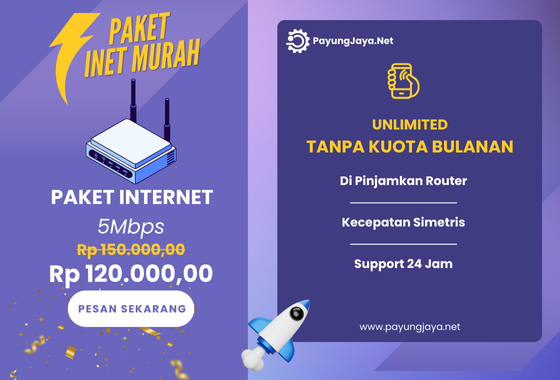 PAKET
INET MURAH
PAKET INTERNET
5Mbps
Rp 150.000,00
Rp 120.000,00
PESAN SEKARANG
PayungJaya.Net
UNLIMITED
TANPA KUOTA BULANAN
Di Pinjamkan Router
Kecepatan Simetris
Support 24 Jam
www.payungjaya.net